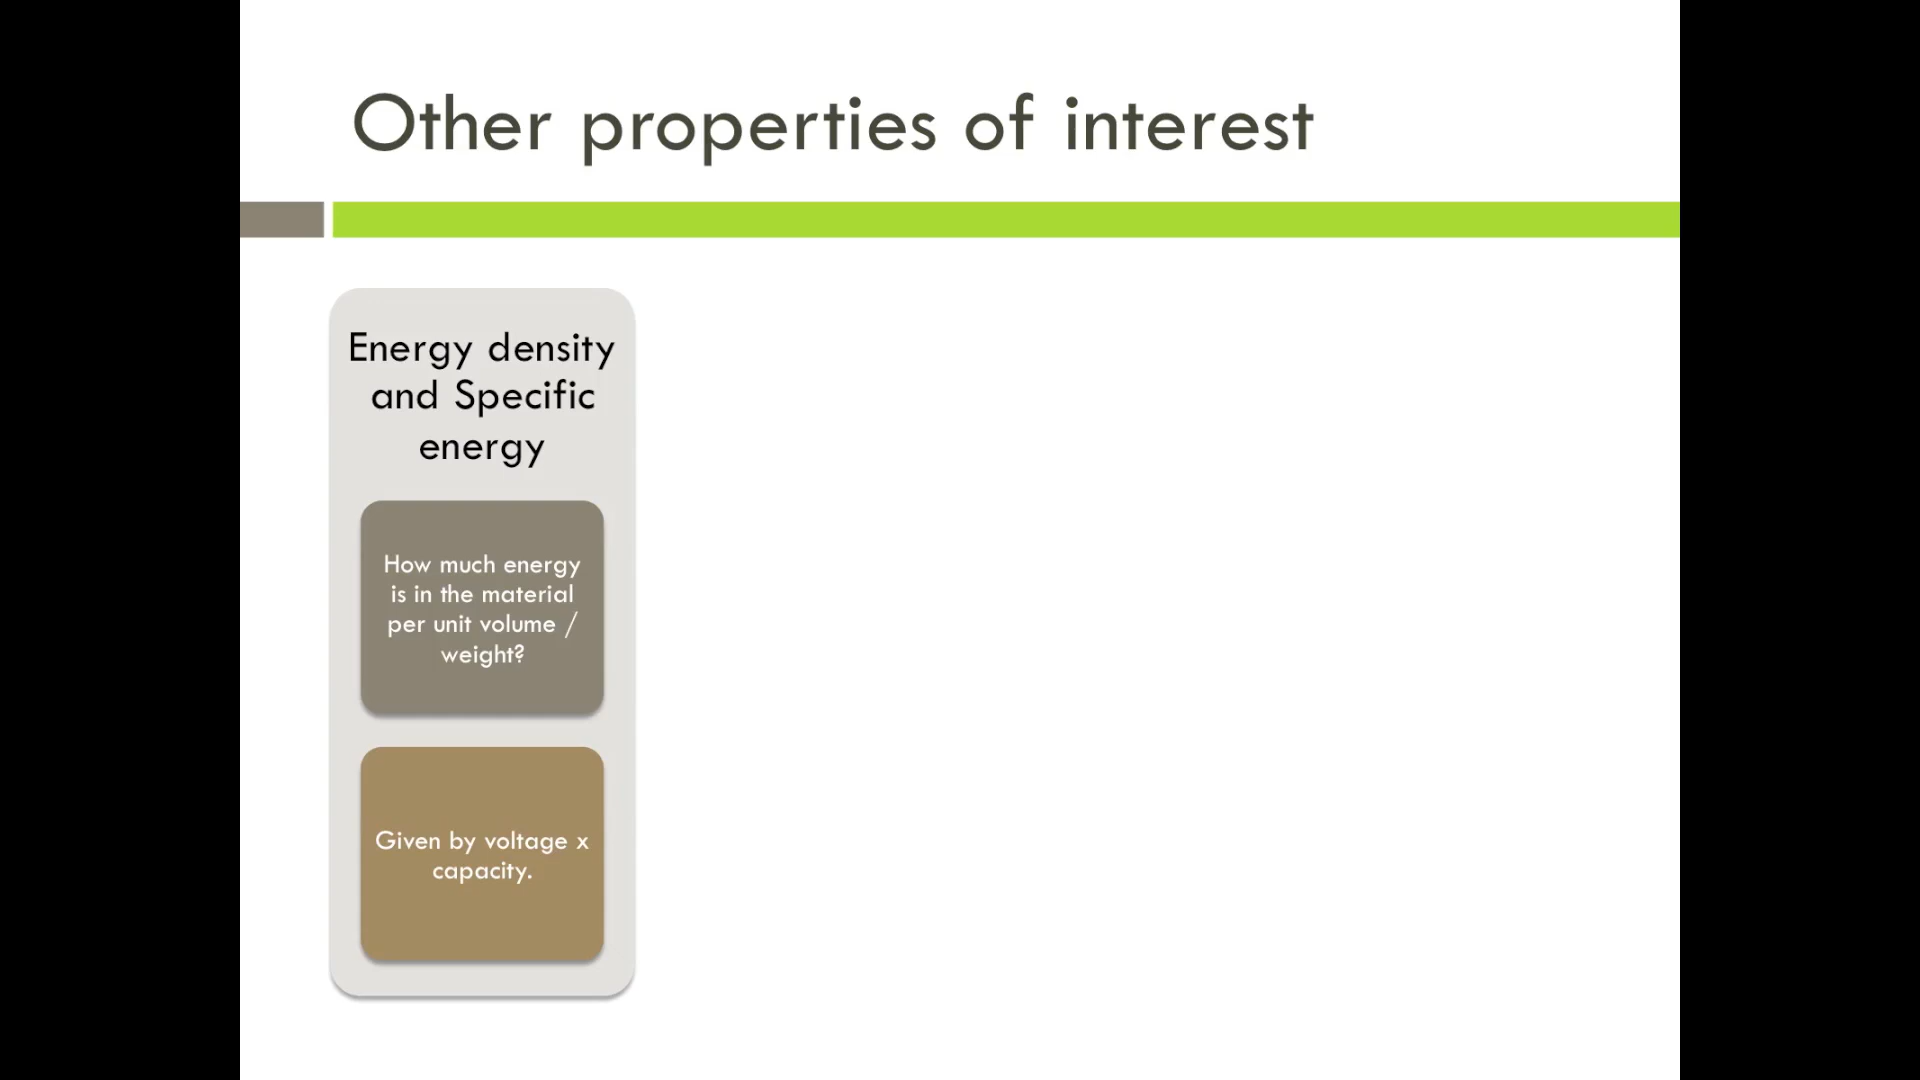 Other properties of interest
Energy density
and Specific
energy
How much energy
is in the material
per unit volume /
weight?
Given by voltage x
capacity.